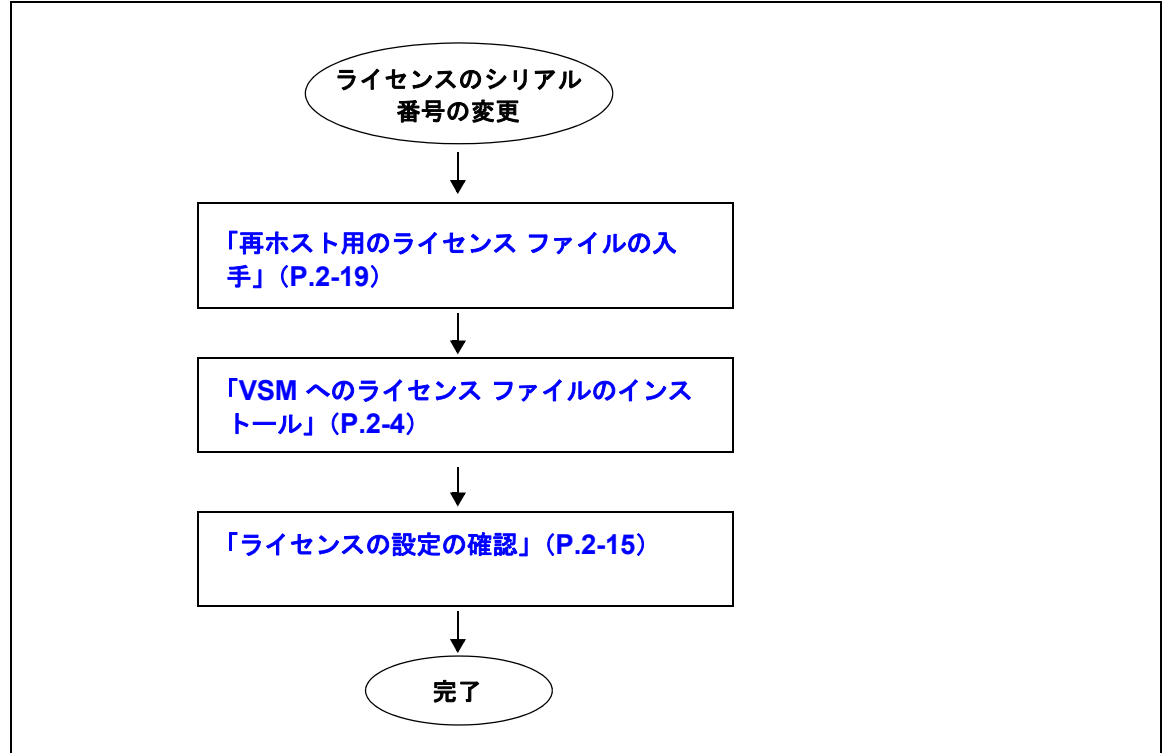 ライセンスのシリアル
番号の変更
「再ホスト用のライセンス ファイルの入
手」（P.2-19）
「VSM へのライセンス ファイルのインス
トール」（P.2-4）
「ライセンスの設定の確認」（P.2-15）
完了